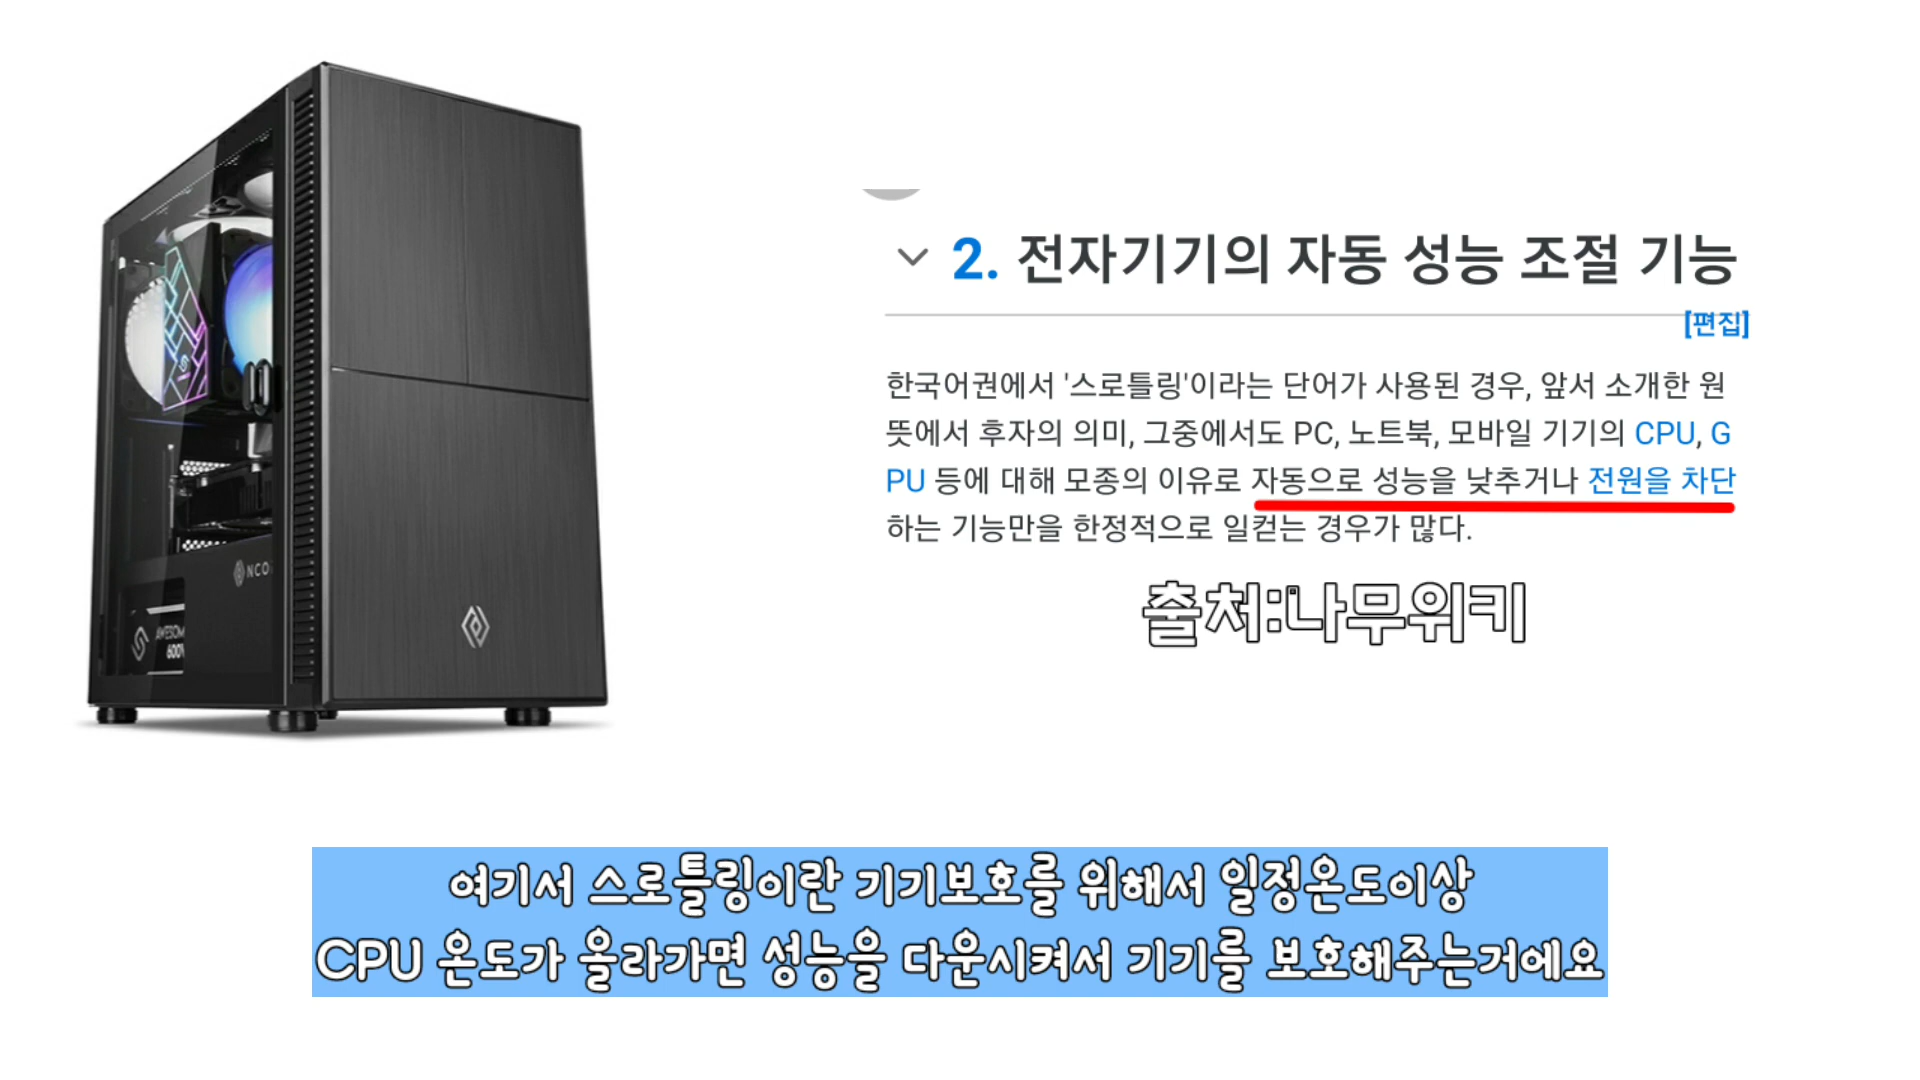 NCO
AWESOM
600W
2. 전자기기의 자동 성능 조절 기능
[편집]
한국어권에서 '스로틀링'이라는 단어가 사용된 경우, 앞서 소개한 원
뜻에서 후자의 의미, 그중에서도 PC, 노트북, 모바일 기기의 CPU, G
PU 등에 대해 모종의 이유로 자동으로 성능을 낮추거나 전원을 차단
하는 기능만을 한정적으로 일컫는 경우가 많다.
출처:나무위키
여기서 스로틀링이란 기기보호를 위해서 일정온도이상
CPU 온도가 올라가면 성능을 다운시켜서 기기를 보호해주는거에요